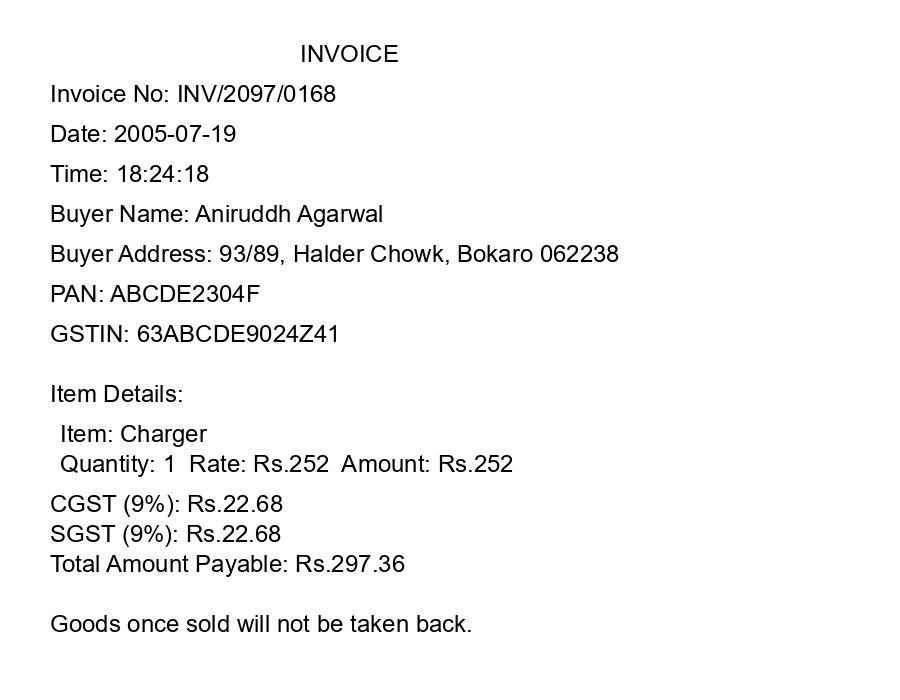 INVOICE
Invoice No: INV/2097/0168
Date: 2005-07-19
Time: 18:24:18
Buyer Name: Aniruddh Agarwal
Buyer Address: 93/89, Halder Chowk, Bokaro 062238
PAN: ABCDE2304F
GSTIN: 63ABCDE9024Z41
Item Details:
Item: Charger
Quantity: 1 Rate: Rs.252 Amount: Rs.252
CGST (9%): Rs.22.68
SGST (9%): Rs.22.68
Total Amount Payable: Rs.297.36
Goods once sold will not be taken back.